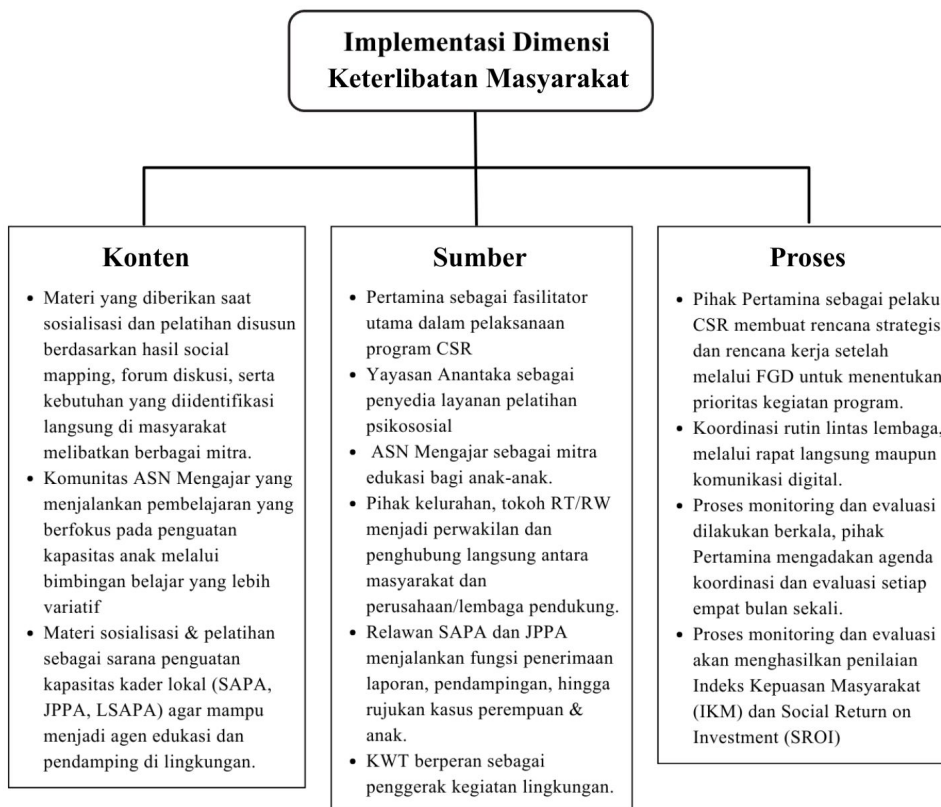 Implementasi Dimensi
Keterlibatan Masyarakat
Konten
• Materi yang diberikan saat
sosialisasi dan pelatihan disusun
berdasarkan hasil social
mapping, forum diskusi, serta
kebutuhan yang diidentifikasi
langsung di masyarakat
melibatkan berbagai mitra.
• Komunitas ASN Mengajar yang
menjalankan pembelajaran yang
berfokus pada penguatan
kapasitas anak melalui
bimbingan belajar yang lebih
variatif
• Materi sosialisasi & pelatihan
sebagai sarana penguatan
kapasitas kader lokal (SAPA,
JPPA, LSAPA) agar mampu
menjadi agen edukasi dan
pendamping di lingkungan.
Sumber
• Pertamina sebagai fasilitator
utama dalam pelaksanaan
program CSR
• Yayasan Anantaka sebagai
penyedia layanan pelatihan
psikososial
• ASN Mengajar sebagai mitra
edukasi bagi anak-anak.
• Pihak kelurahan, tokoh RT/RW
menjadi perwakilan dan
penghubung langsung antara
masyarakat dan
perusahaan/lembaga pendukung.
• Relawan SAPA dan JPPA
menjalankan fungsi penerimaan
laporan, pendampingan, hingga
rujukan kasus perempuan &
anak.
• KWT berperan sebagai
penggerak kegiatan lingkungan.
Proses
• Pihak Pertamina sebagai pelaku
CSR membuat rencana strategis
dan rencana kerja setelah
melalui FGD untuk menentukan
prioritas kegiatan program.
• Koordinasi rutin lintas lembaga,
melalui rapat langsung maupun
komunikasi digital.
• Proses monitoring dan evaluasi
dilakukan berkala, pihak
Pertamina mengadakan agenda
koordinasi dan evaluasi setiap
empat bulan sekali.
• Proses monitoring dan evaluasi
akan menghasilkan penilaian
Indeks Kepuasan Masyarakat
(IKM) dan Social Return on
Investment (SROI)